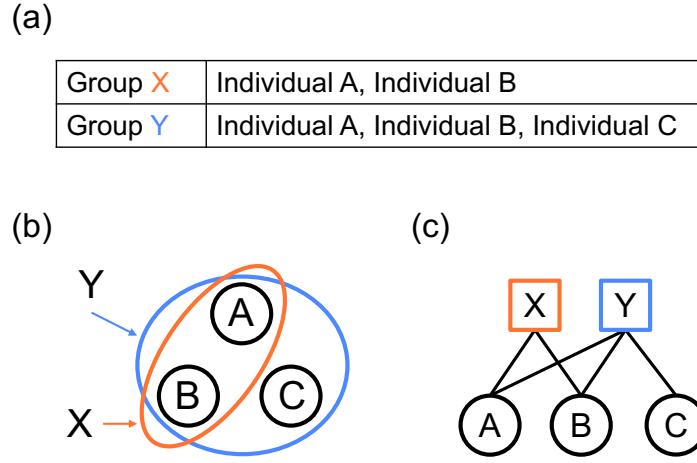 (a)
Group X Individual A, Individual B
Group Y Individual A, Individual B, Individual C
(b)
Y
A
B
C
X
(c)
X Y
A B C